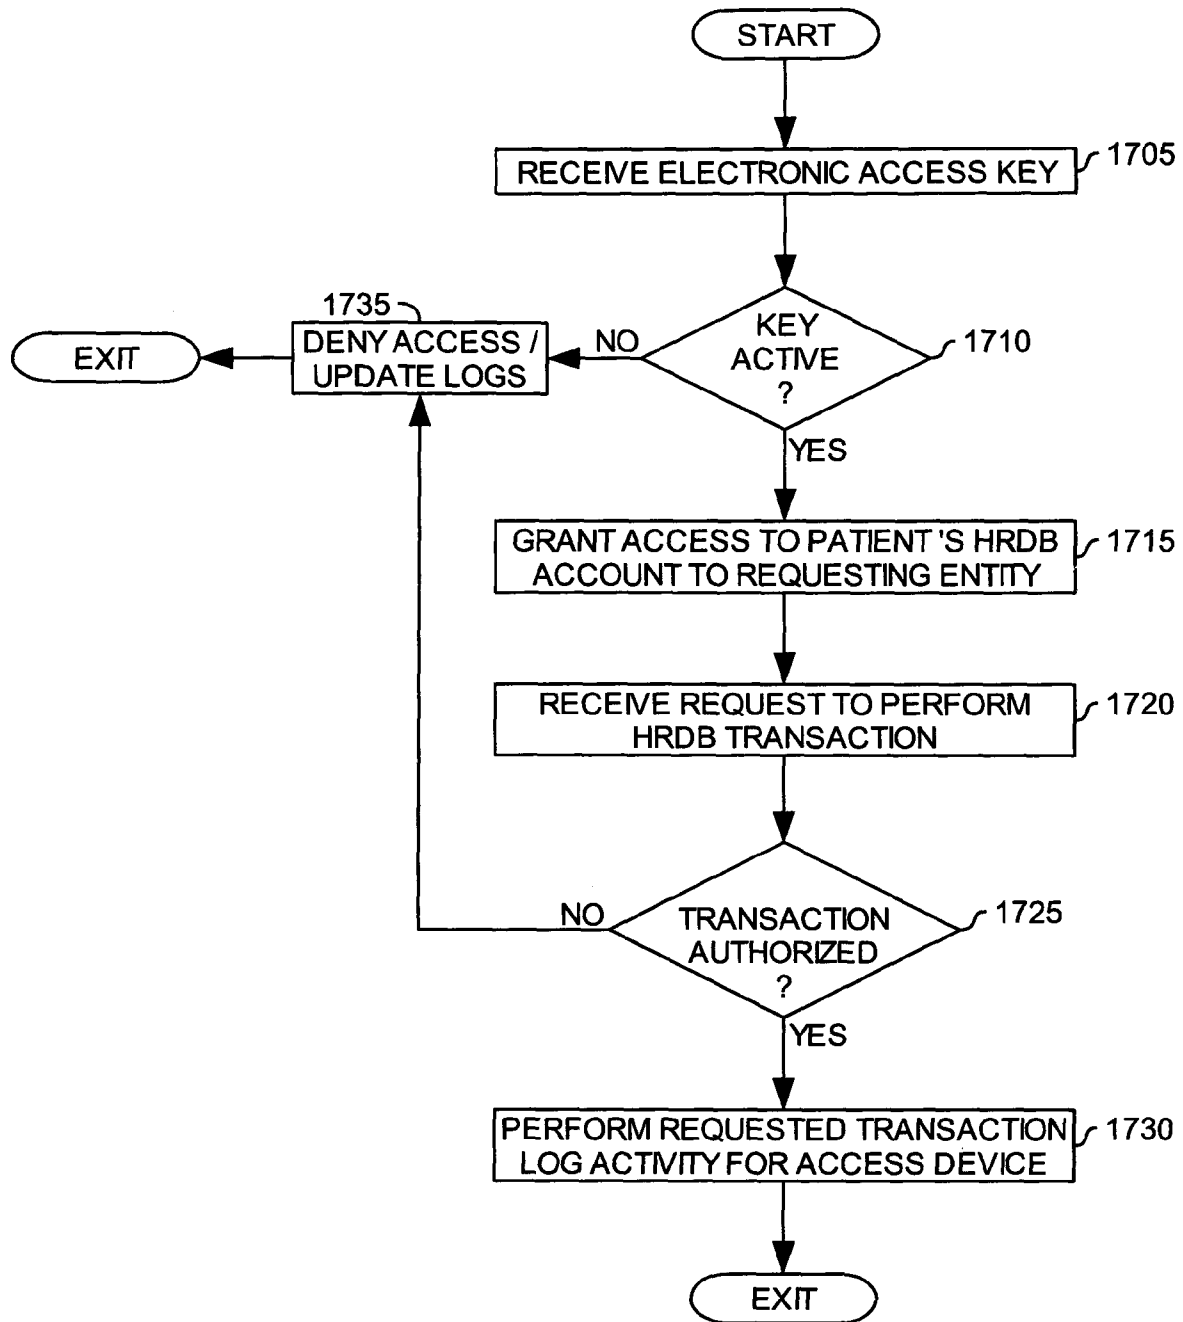 START
RECEIVE ELECTRONIC ACCESS KEY
1705
1735
EXIT
DENY ACCESS /
UPDATE LOGS
NO
KEY
ACTIVE
?
1710
YES
GRANT ACCESS TO PATIENT'S HRDB
ACCOUNT TO REQUESTING ENTITY
1715
RECEIVE REQUEST TO PERFORM
HRDB TRANSACTION
1720
NO
TRANSACTION
AUTHORIZED
?
1725
YES
PERFORM REQUESTED TRANSACTION
LOG ACTIVITY FOR ACCESS DEVICE
1730
EXIT